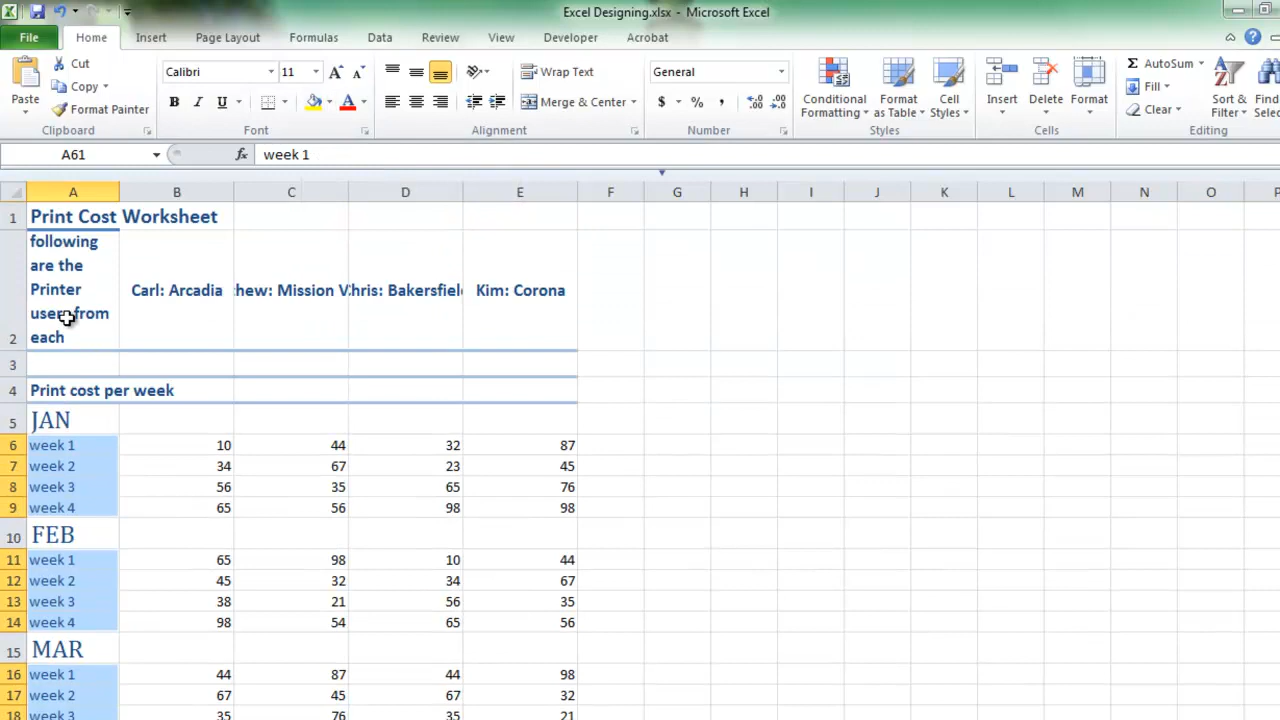 Excel Designing.xlsx - Microsoft Excel
File Home Insert Page Layout Formulas Data Review View Developer Acrobat
Paste
Cut
Copy
Format Painter
Clipboard
Calibri 11
B I U A
Font
Wrap Text
Merge & Center
Alignment
General
$ % ,
Number
Conditional Formatting
Format as Table
Cell Styles
Styles
Insert
Delete
Format
Cells
Σ AutoSum
Fill
Clear
Sort & Filter
Editing
A61 fx week 1
A B C D E F G H I J K L M N O P
1 Print Cost Worksheet
following
are the
Printer
users from
2 each Carl: Arcadia hew: Mission V hris: Bakersfiel Kim: Corona
3
4 Print cost per week
5 JAN
6 week 1 10 44 32 87
7 week 2 34 67 23 45
8 week 3 56 35 65 76
9 week 4 65 56 98 98
10 FEB
11 week 1 65 98 10 44
12 week 2 45 32 34 67
13 week 3 38 21 56 35
14 week 4 98 54 65 56
15 MAR
16 week 1 44 87 44 98
17 week 2 67 45 67 32
18 week 3 35 76 35 21